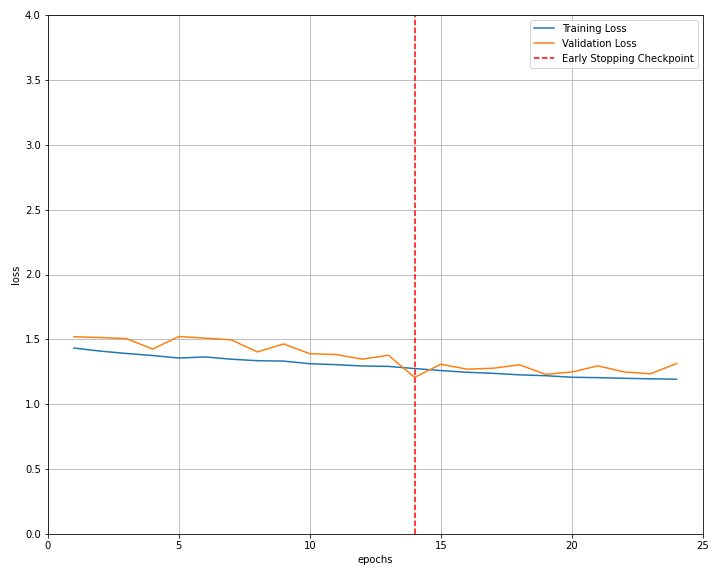 4.0
3.5
3.0
2.5
2.0
1.5
1.0
0.5
0.0
loss
0 5 10 15 20 25
epochs
Training Loss
Validation Loss
Early Stopping Checkpoint